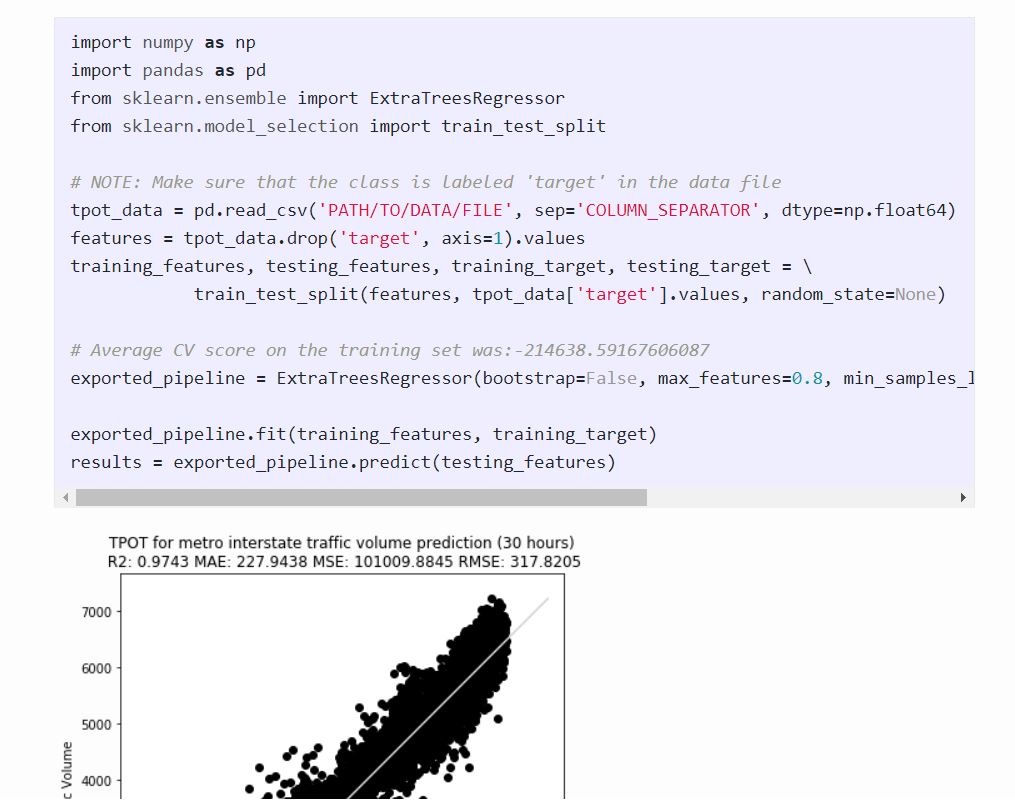 import numpy as np
import pandas as pd
from sklearn.ensemble import ExtraTreesRegressor
from sklearn.model_selection import train_test_split
# NOTE: Make sure that the class is labeled 'target' in the data file
tpot_data = pd.read_csv('PATH/TO/DATA/FILE', sep='COLUMN_SEPARATOR', dtype=np.float64)
features = tpot_data.drop('target', axis=1).values
training_features, testing_features, training_target, testing_target = \
train_test_split(features, tpot_data['target'].values, random_state=None)
# Average CV score on the training set was:-214638.59167606087
exported_pipeline = ExtraTreesRegressor(bootstrap=False, max_features=0.8, min_samples_l
exported_pipeline.fit(training_features, training_target)
results = exported_pipeline.predict(testing_features)
TPOT for metro interstate traffic volume prediction (30 hours)
R2: 0.9743 MAE: 227.9438 MSE: 101009.8845 RMSE: 317.8205
7000
6000
5000
4000
c Volume